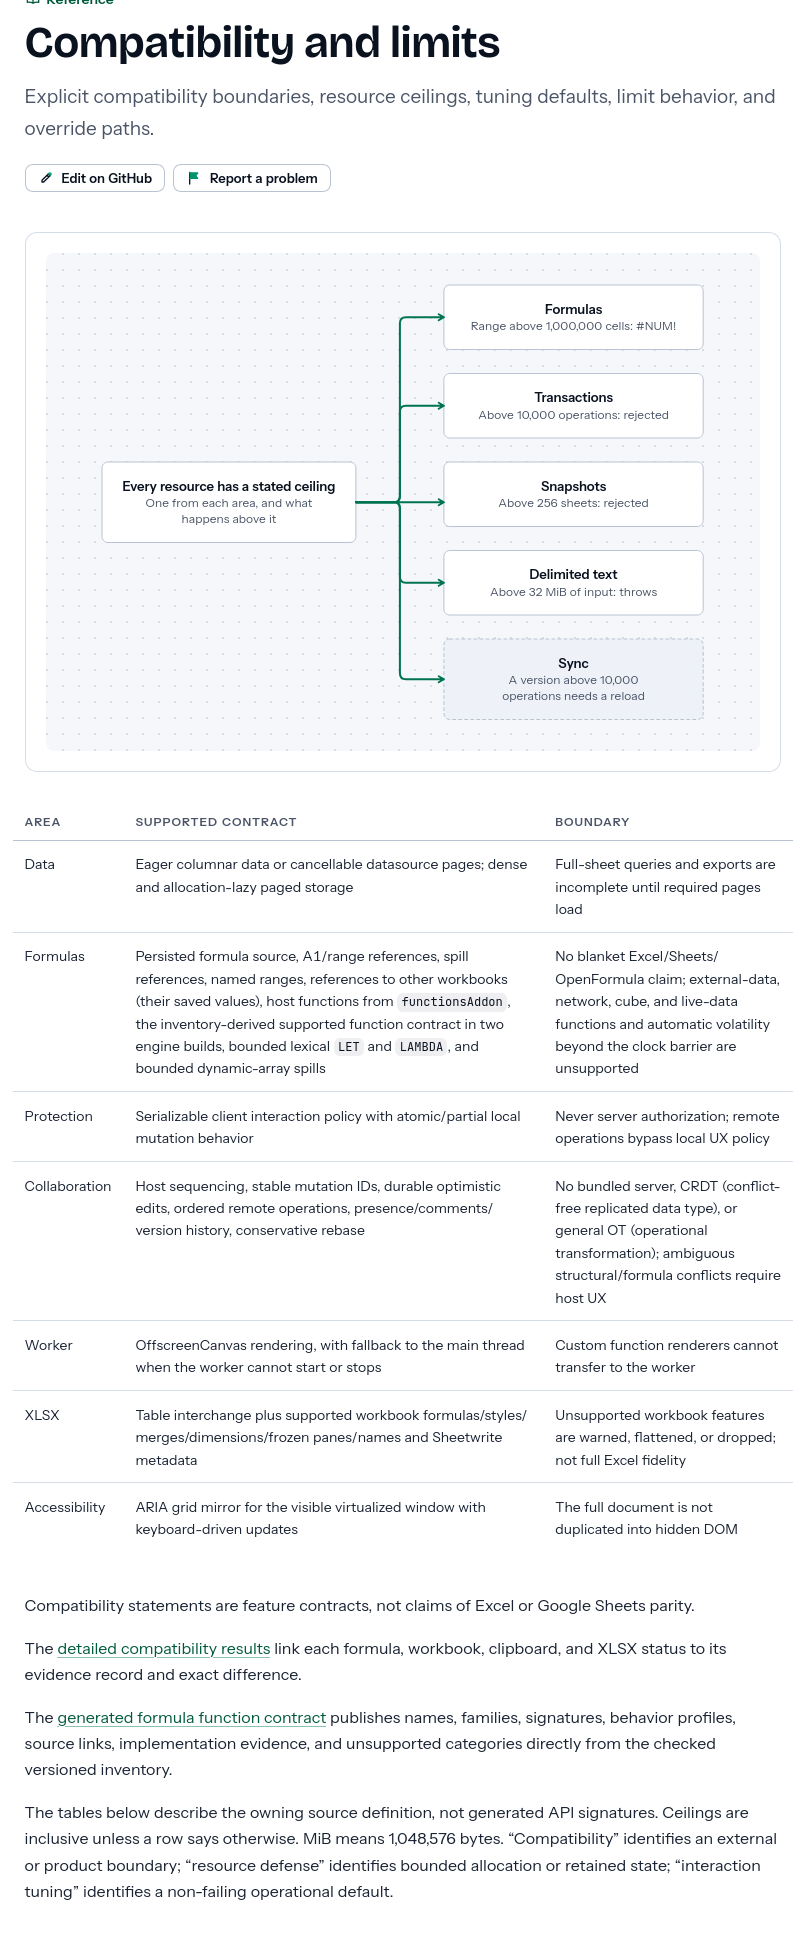 Reference
Compatibility and limits
Explicit compatibility boundaries, resource ceilings, tuning defaults, limit behavior, and
override paths.
Edit on GitHub
Report a problem
Every resource has a stated ceiling
One from each area, and what
happens above it
Formulas
Range above 1,000,000 cells: #NUM!
Transactions
Above 10,000 operations: rejected
Snapshots
Above 256 sheets: rejected
Delimited text
Above 32 MiB of input: throws
Sync
A version above 10,000
operations needs a reload
AREA
SUPPORTED CONTRACT
BOUNDARY
Data
Eager columnar data or cancellable datasource pages; dense
and allocation-lazy paged storage
Full-sheet queries and exports are
incomplete until required pages
load
Formulas
Persisted formula source, A1/range references, spill
references, named ranges, references to other workbooks
(their saved values), host functions from functionsAddon,
the inventory-derived supported function contract in two
engine builds, bounded lexical LET and LAMBDA, and
bounded dynamic-array spills
No blanket Excel/Sheets/
OpenFormula claim; external-data,
network, cube, and live-data
functions and automatic volatility
beyond the clock barrier are
unsupported
Protection
Serializable client interaction policy with atomic/partial local
mutation behavior
Never server authorization; remote
operations bypass local UX policy
Collaboration
Host sequencing, stable mutation IDs, durable optimistic
edits, ordered remote operations, presence/comments/
version history, conservative rebase
No bundled server, CRDT (conflict-
free replicated data type), or
general OT (operational
transformation); ambiguous
structural/formula conflicts require
host UX
Worker
OffscreenCanvas rendering, with fallback to the main thread
when the worker cannot start or stops
Custom function renderers cannot
transfer to the worker
XLSX
Table interchange plus supported workbook formulas/styles/
merges/dimensions/frozen panes/names and Sheetwrite
metadata
Unsupported workbook features
are warned, flattened, or dropped;
not full Excel fidelity
Accessibility
ARIA grid mirror for the visible virtualized window with
keyboard-driven updates
The full document is not
duplicated into hidden DOM
Compatibility statements are feature contracts, not claims of Excel or Google Sheets parity.
The detailed compatibility results link each formula, workbook, clipboard, and XLSX status to its
evidence record and exact difference.
The generated formula function contract publishes names, families, signatures, behavior profiles,
source links, implementation evidence, and unsupported categories directly from the checked
versioned inventory.
The tables below describe the owning source definition, not generated API signatures. Ceilings are
inclusive unless a row says otherwise. MiB means 1,048,576 bytes. “Compatibility” identifies an external
or product boundary; “resource defense” identifies bounded allocation or retained state; “interaction
tuning” identifies a non-failing operational default.